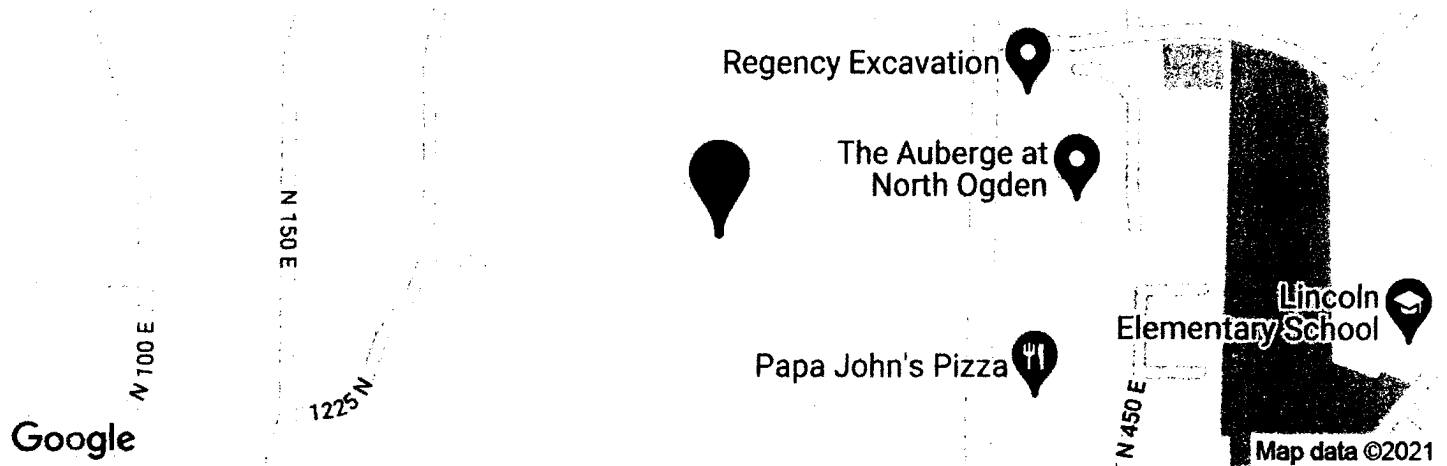 Regency Excavation
The Auberge at
North Ogden
N 150 E
Lincoln
Elementary School
N 100 E
Papa John's Pizza
1225 N
N 450 E
Google
Map data ©2021